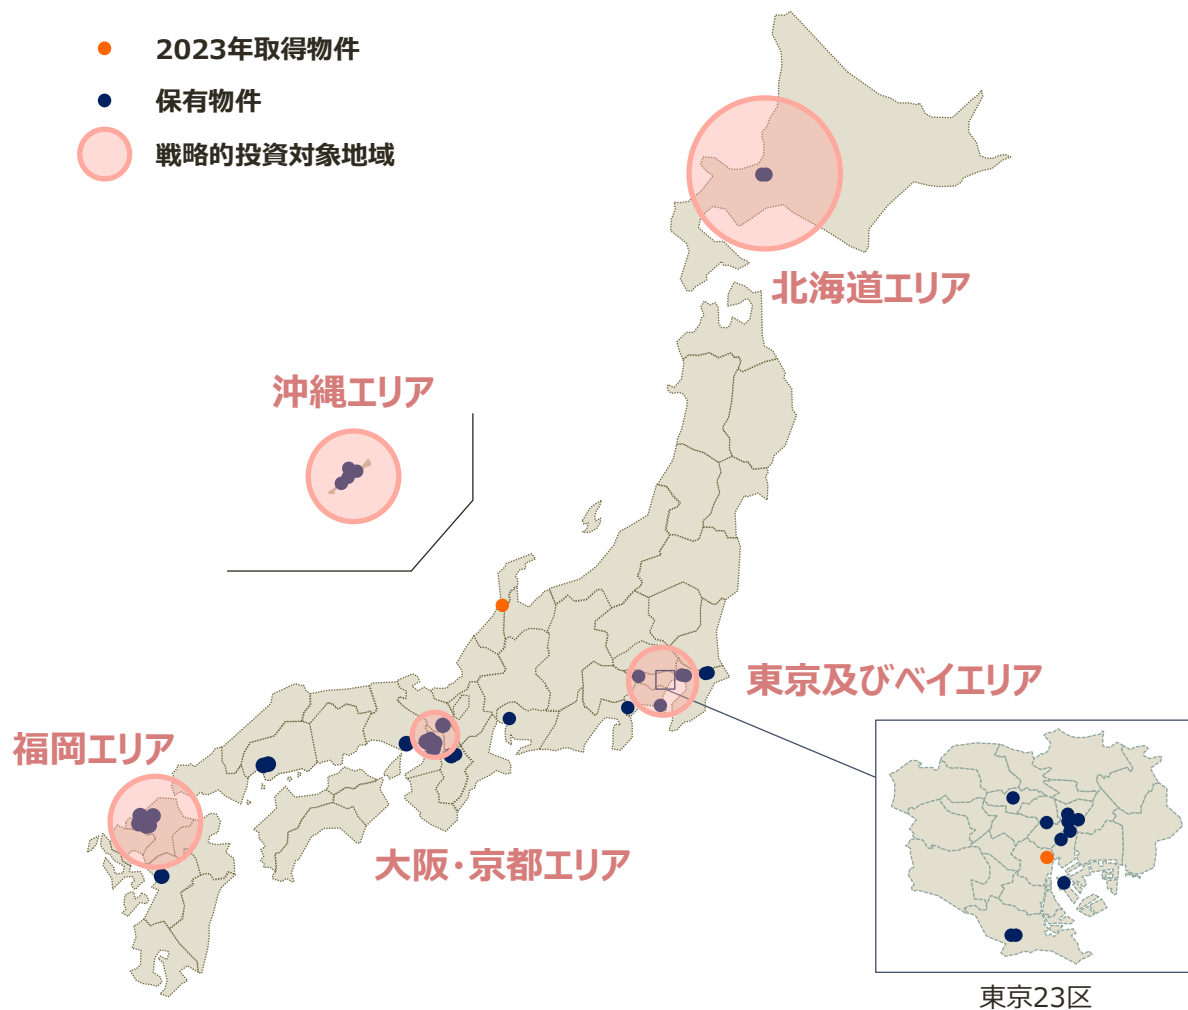 2023年取得物件
保有物件
戦略的投資対象地域
北海道エリア
沖縄エリア
東京及びベイエリア
福岡エリア
大阪・京都エリア
東京23区